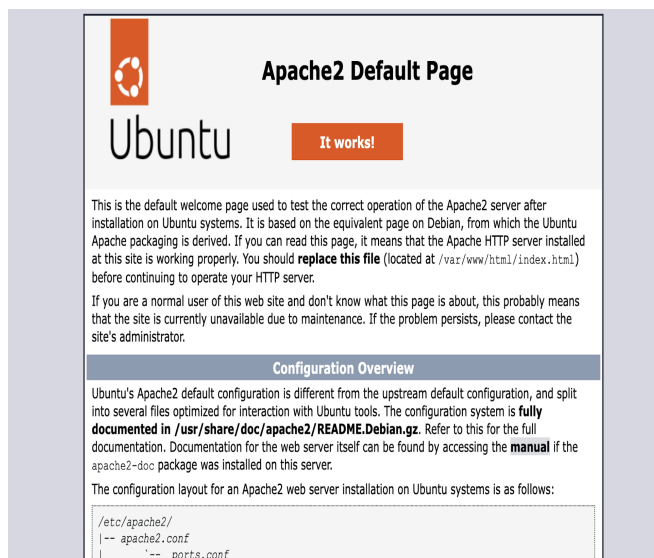 Apache2 Default Page
Ubuntu
It works!
This is the default welcome page used to test the correct operation of the Apache2 server after
installation on Ubuntu systems. It is based on the equivalent page on Debian, from which the Ubuntu
Apache packaging is derived. If you can read this page, it means that the Apache HTTP server installed
at this site is working properly. You should replace this file (located at /var/www/html/index.html)
before continuing to operate your HTTP server.
If you are a normal user of this web site and don't know what this page is about, this probably means
that the site is currently unavailable due to maintenance. If the problem persists, please contact the
site's administrator.
Configuration Overview
Ubuntu's Apache2 default configuration is different from the upstream default configuration, and split
into several files optimized for interaction with Ubuntu tools. The configuration system is fully
documented in /usr/share/doc/apache2/README.Debian.gz. Refer to this for the full
documentation. Documentation for the web server itself can be found by accessing the manual if the
apache2-doc package was installed on this server.
The configuration layout for an Apache2 web server installation on Ubuntu systems is as follows:
/etc/apache2/
|-- apache2.conf
|       `--  ports.conf